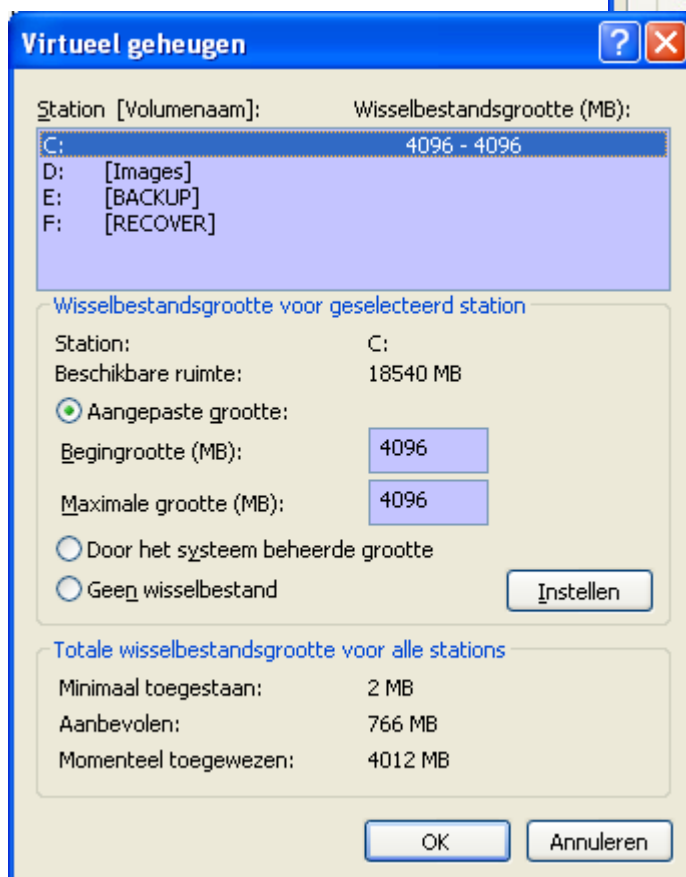 Virtueel geheugen
Station [Volumenaam]: Wisselbestandsgrootte (MB):
C: 4096 - 4096
D: [Images]
E: [BACKUP]
F: [RECOVER]
Wisselbestandsgrootte voor geselecteerd station
Station: C:
Beschikbare ruimte: 18540 MB
Aangepaste grootte:
Begingrootte (MB): 4096
Maximale grootte (MB): 4096
Door het systeem beheerde grootte
Geen wisselbestand
Instellen
Totale wisselbestandsgrootte voor alle stations
Minimaal toegestaan: 2 MB
Aanbevolen: 766 MB
Momenteel toegewezen: 4012 MB
OK Annuleren